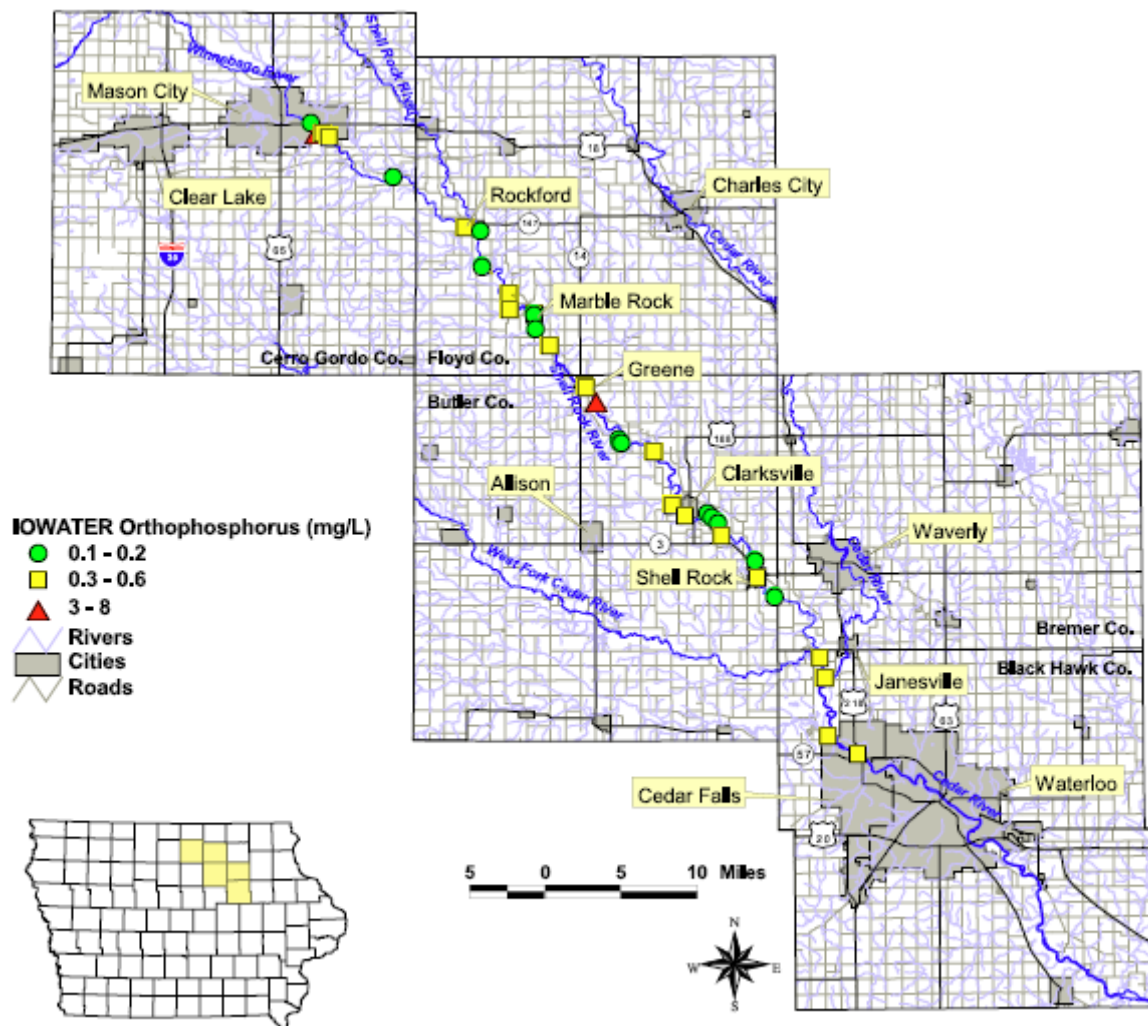 Winnebago River
Shell Rock River
Mason City
18
Clear Lake
Rockford
Charles City
147
65
14
Cedar River
35
Marble Rock
Cerro Gordo Co.
Floyd Co.
Greene
Butler Co.
Shell Rock River
188
Clarksville
Allison
IOWATER Orthophosphorus (mg/L)
0.1 - 0.2
0.3 - 0.6
3 - 8
Rivers
Cities
Roads
3
Waverly
Cedar River
West Fork Cedar River
Shell Rock
Bremer Co.
Black Hawk Co.
Janesville
218
63
57
Cedar River
Waterloo
Cedar Falls
20
5 0 5 10 Miles
N
W E
S